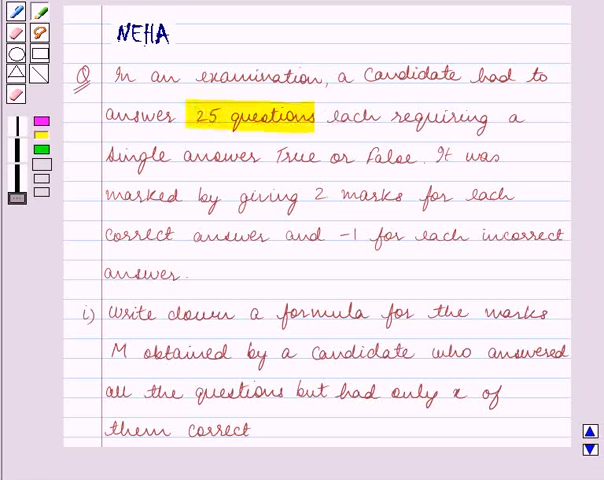 NEHA
Q In an examination, a candidate had to
answer 25 questions each requiring a
single answer True or False. It was
marked by giving 2 marks for each
correct answer and -1 for each incorrect
answer.
i) Write down a formula for the marks
M obtained by a candidate who answered
all the questions but had only x of
them correct